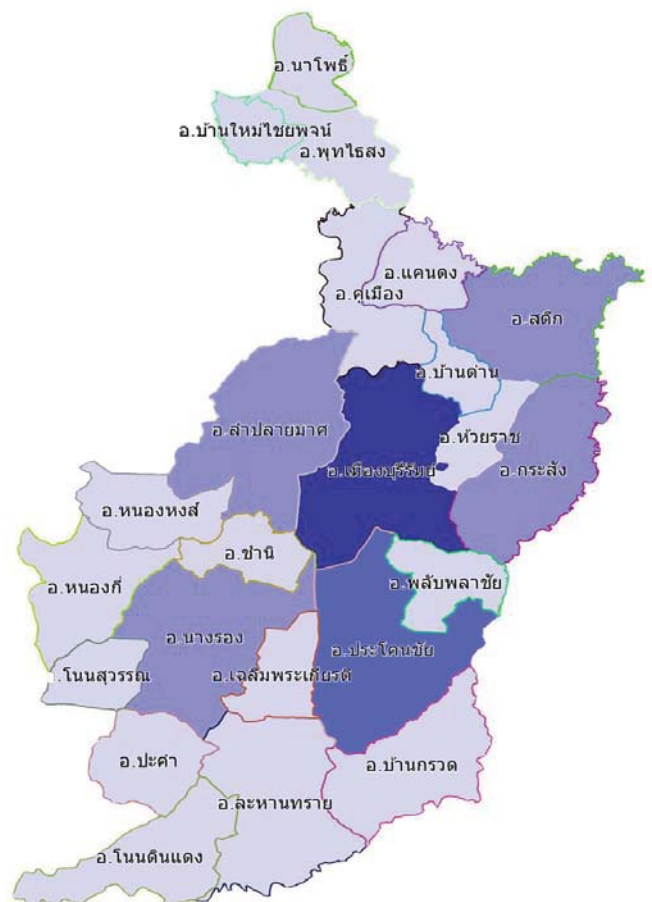 อ.นาโพธิ์
อ.บ้านใหม่ไชยพจน์
อ.พุทไธสง
อ.แคนดง
อ.คูเมือง
อ.สตึก
อ.บ้านด่าน
อ.ลำปลายมาศ
อ.ห้วยราช
อ.เมืองบุรีรัมย์
อ.กระสัง
อ.หนองหงส์
อ.ชำนิ
อ.หนองกี่
อ.พลับพลาชัย
อ.นางรอง
อ.ประโคนชัย
.โนนสุวรรณ
อ.เฉลิมพระเกียรติ
อ.ปะคำ
อ.บ้านกรวด
อ.ละหานทราย
อ.โนนดินแดง